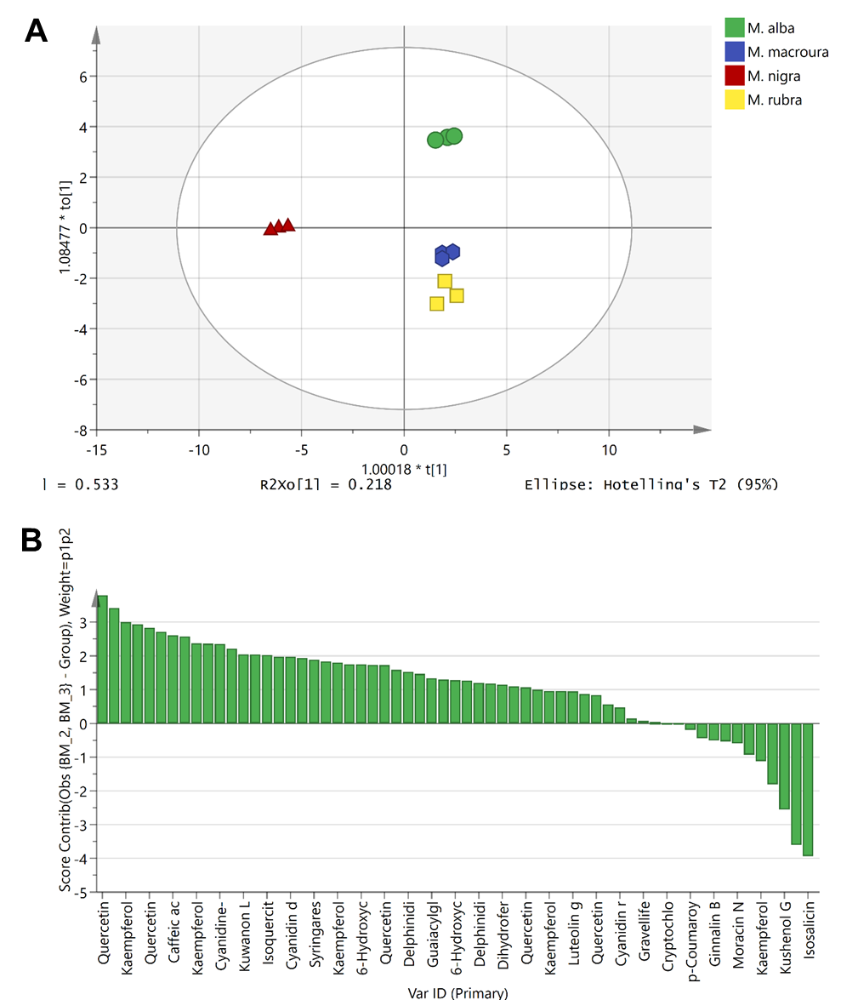 A
M. alba
M. macroura
M. nigra
M. rubra
1.08477 * to[1]
6
4
2
0
-2
-4
-6
-8
-15
-10
-5
0
5
10
1.00018 * t[1]
] = 0.533
R2Xo[1] = 0.218
Ellipse: Hotelling's T2 (95%)
B
Score Contrib(Obs {BM_2, BM_3} - Group), Weight=p1p2
3
2
1
0
-1
-2
-3
-4
-5
Quercetin
Kaempferol
Quercetin
Caffeic ac
Kaempferol
Cyanidine-
Kuwanon L
Isoquercit
Cyanidin d
Syringares
Kaempferol
6-Hydroxyc
Quercetin
Delphinidi
Guaiacylgl
6-Hydroxyc
Delphinidi
Dihydrofer
Quercetin
Kaempferol
Luteolin g
Quercetin
Cyanidin r
Gravellife
Cryptochlo
p-Coumaroy
Ginnalin B
Moracin N
Kaempferol
Kushenol G
Isosalicin
Var ID (Primary)